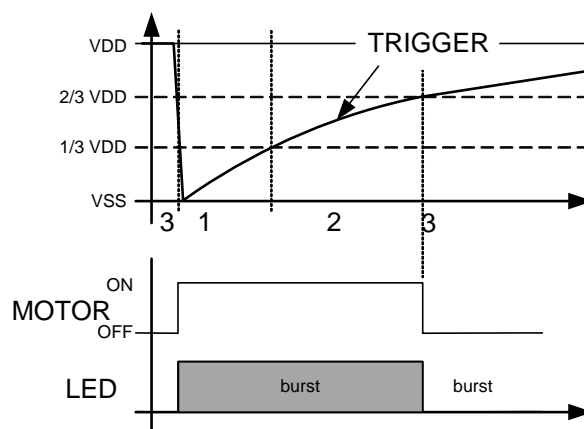 VDD
TRIGGER
2/3 VDD
1/3 VDD
VSS
3 1 2 3
ON
MOTOR
OFF
LED
burst burst